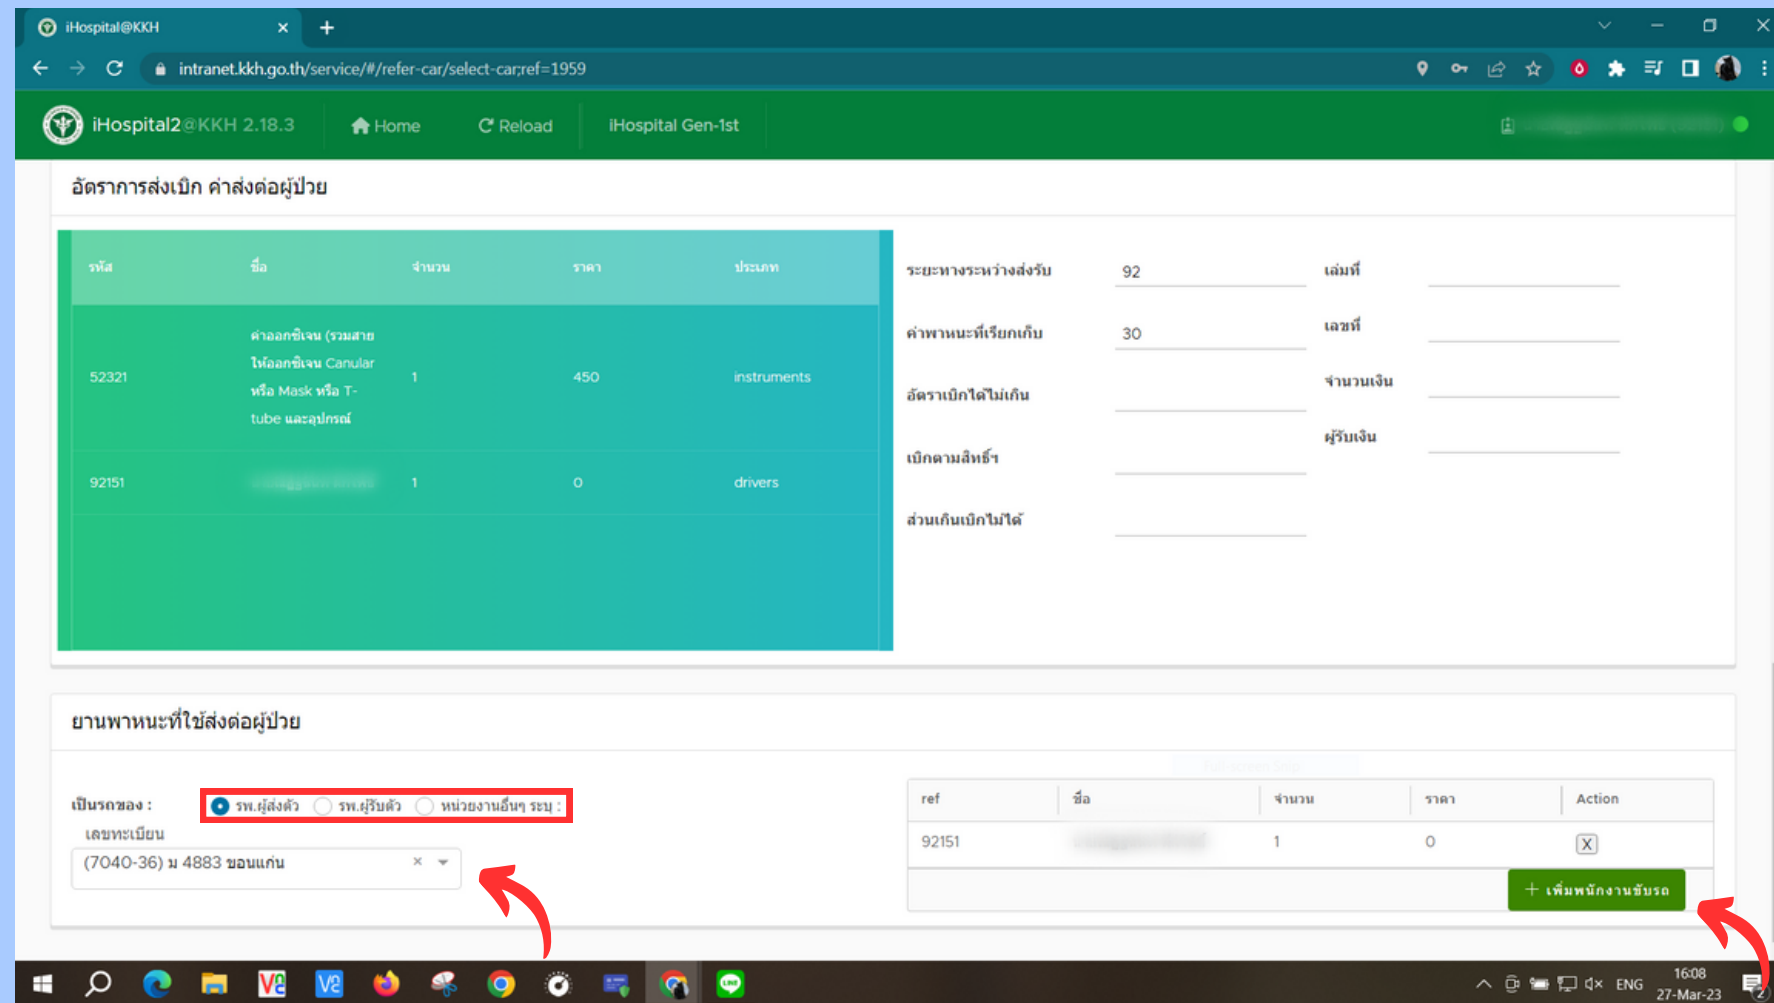 iHospital@KKH
intranet.kkh.go.th/service/#/refer-car/select-car;ref=1959
iHospital2@KKH 2.18.3 Home Reload iHospital Gen-1st
อัตราการส่งเบิก ค่าส่งต่อผู้ป่วย
รหัส ชื่อ จำนวน ราคา ประเภท
52321 ค่าออกซิเจน (รวมสาย
ให้ออกซิเจน Canular
หรือ Mask หรือ T-
tube และอุปกรณ์
1 450 instruments
92151 1 0 drivers
ระยะทางระหว่างส่งรับ 92 เล่มที่
ค่าพาหนะที่เรียกเก็บ 30 เลขที่
อัตราเบิกได้ไม่เกิน จำนวนเงิน
เบิกตามสิทธิ์ฯ ผู้รับเงิน
ส่วนเกินเบิกไม่ได้
ยานพาหนะที่ใช้ส่งต่อผู้ป่วย
เป็นรถของ : รพ.ผู้ส่งตัว รพ.ผู้รับตัว หน่วยงานอื่นๆ ระบุ :
เลขทะเบียน
(7040-36) ม 4883 ขอนแก่น
ref ชื่อ จำนวน ราคา Action
92151 1 0 X
+ เพิ่มพนักงานขับรถ
ENG 16:08
27-Mar-23
2